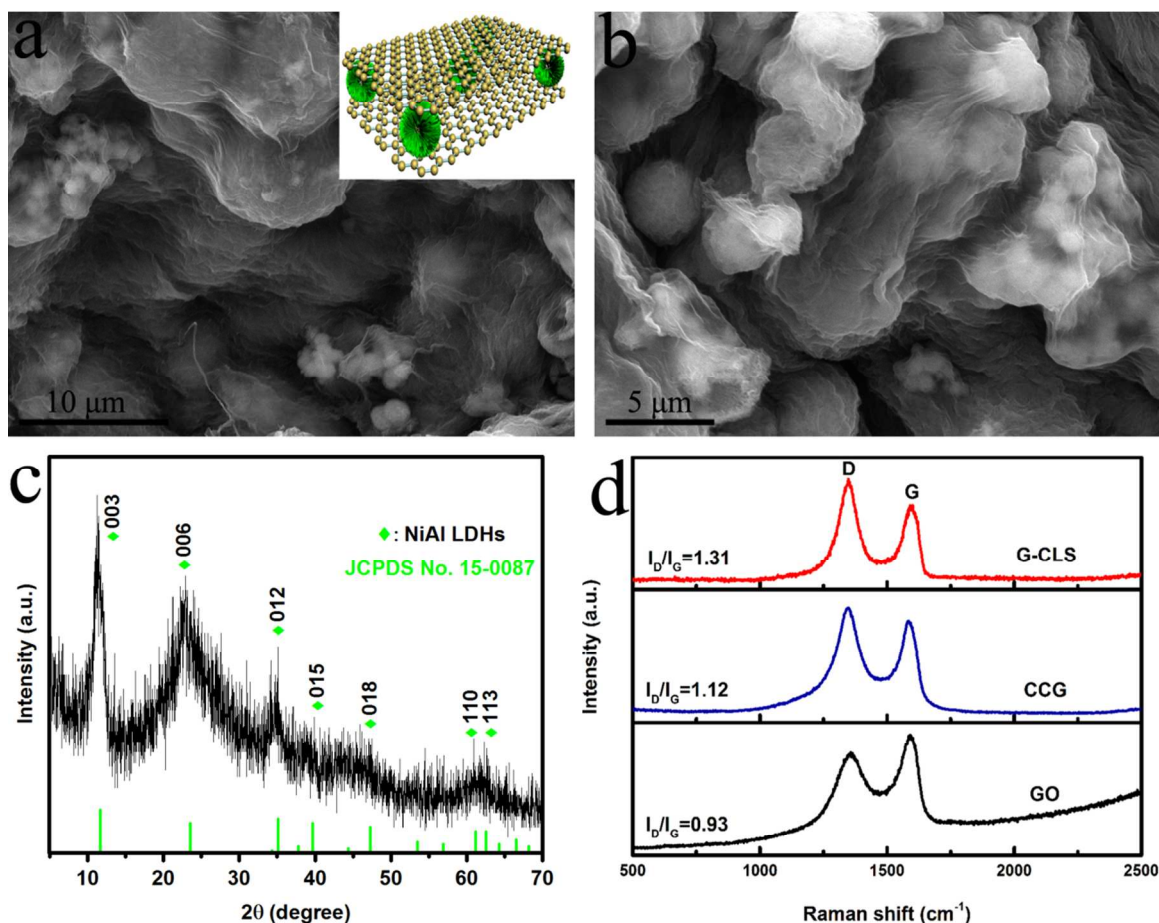 a
10 μm
b
5 μm
c
003
006
012
015
018
110
113
♦: NiAl LDHs
JCPDS No. 15-0087
Intensity (a.u.)
10 20 30 40 50 60 70
2θ (degree)
d
D
G
I_D/I_G=1.31
G-CLS
I_D/I_G=1.12
CCG
I_D/I_G=0.93
GO
Intensity (a.u.)
500 1000 1500 2000 2500
Raman shift (cm⁻¹)